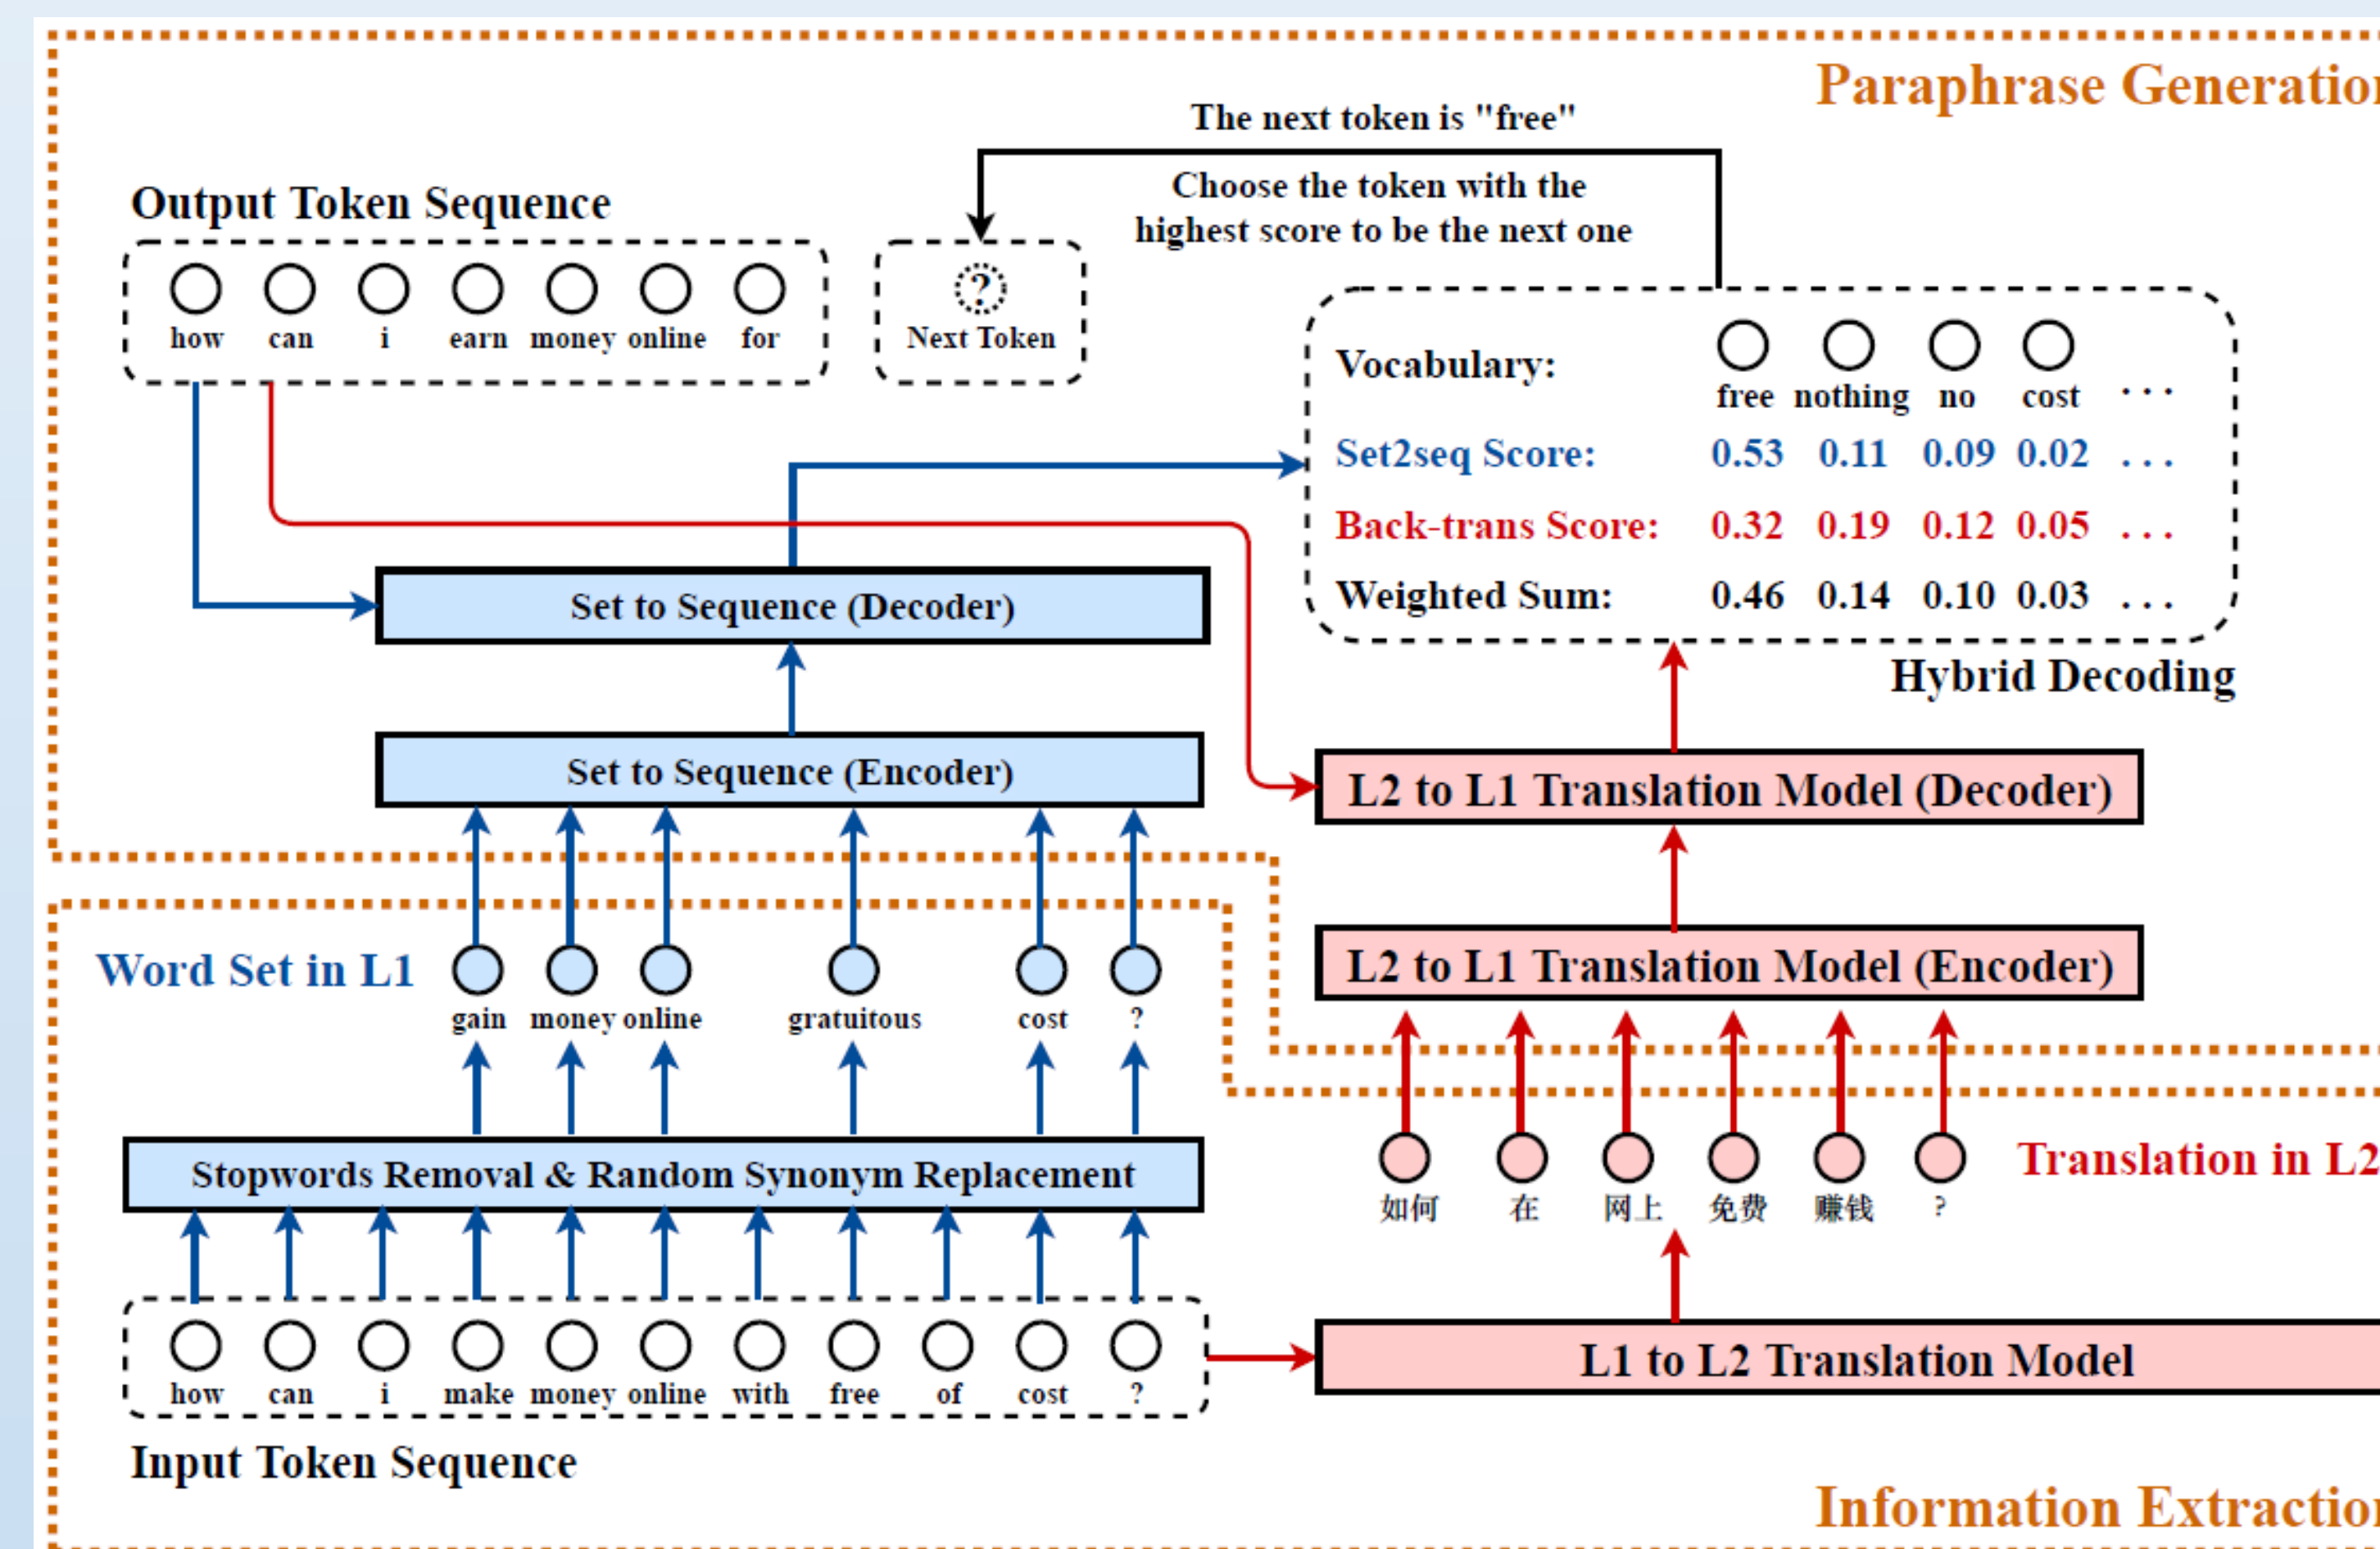 Paraphrase Generation
The next token is "free"
Choose the token with the
highest score to be the next one
Output Token Sequence
how can i earn money online for
?
Next Token
Vocabulary:
free nothing no cost ...
Set2seq Score: 0.53 0.11 0.09 0.02 ...
Back-trans Score: 0.32 0.19 0.12 0.05 ...
Weighted Sum: 0.46 0.14 0.10 0.03 ...
Hybrid Decoding
Set to Sequence (Decoder)
Set to Sequence (Encoder)
L2 to L1 Translation Model (Decoder)
L2 to L1 Translation Model (Encoder)
Word Set in L1
gain money online gratuitous cost ?
Stopwords Removal & Random Synonym Replacement
Translation in L2
如何 在 网上 免费 赚钱 ?
how can i make money online with free of cost ?
Input Token Sequence
L1 to L2 Translation Model
Information Extraction